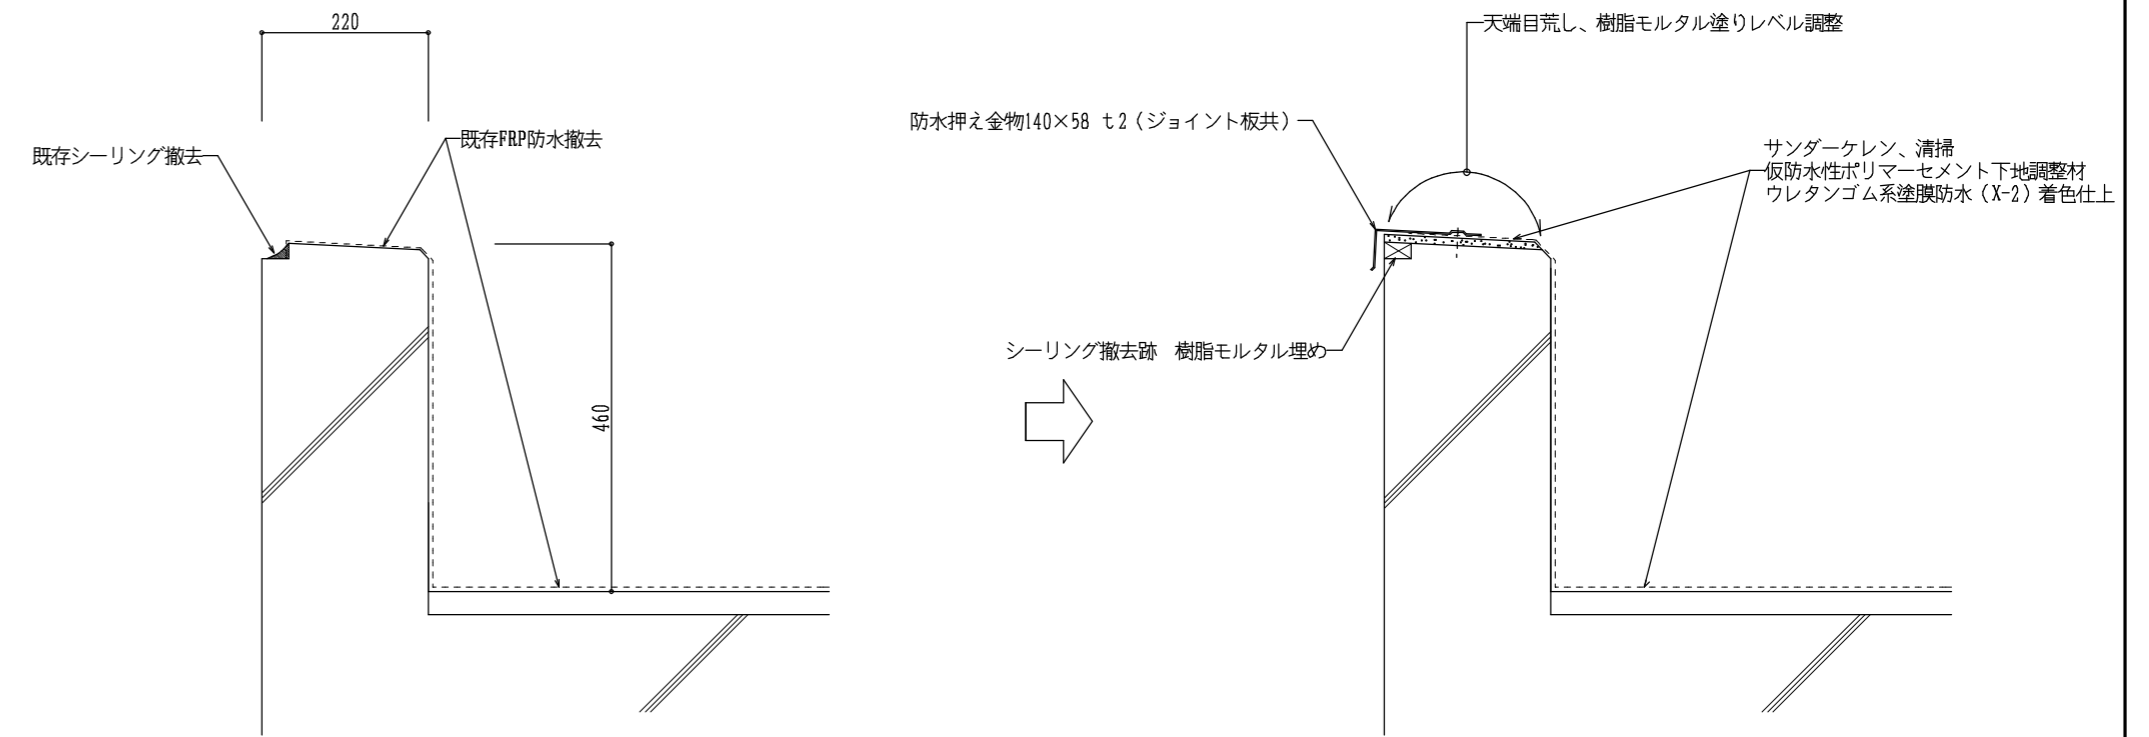 220
既存シーリング撤去
既存FRP防水撤去
460
天端目荒し、樹脂モルタル塗りレベル調整
防水押え金物140×58 t2（ジョイント板共）
サンダーケレン、清掃
仮防水性ポリマーセメント下地調整材
ウレタンゴム系塗膜防水（X-2）着色仕上
シーリング撤去跡　樹脂モルタル埋め